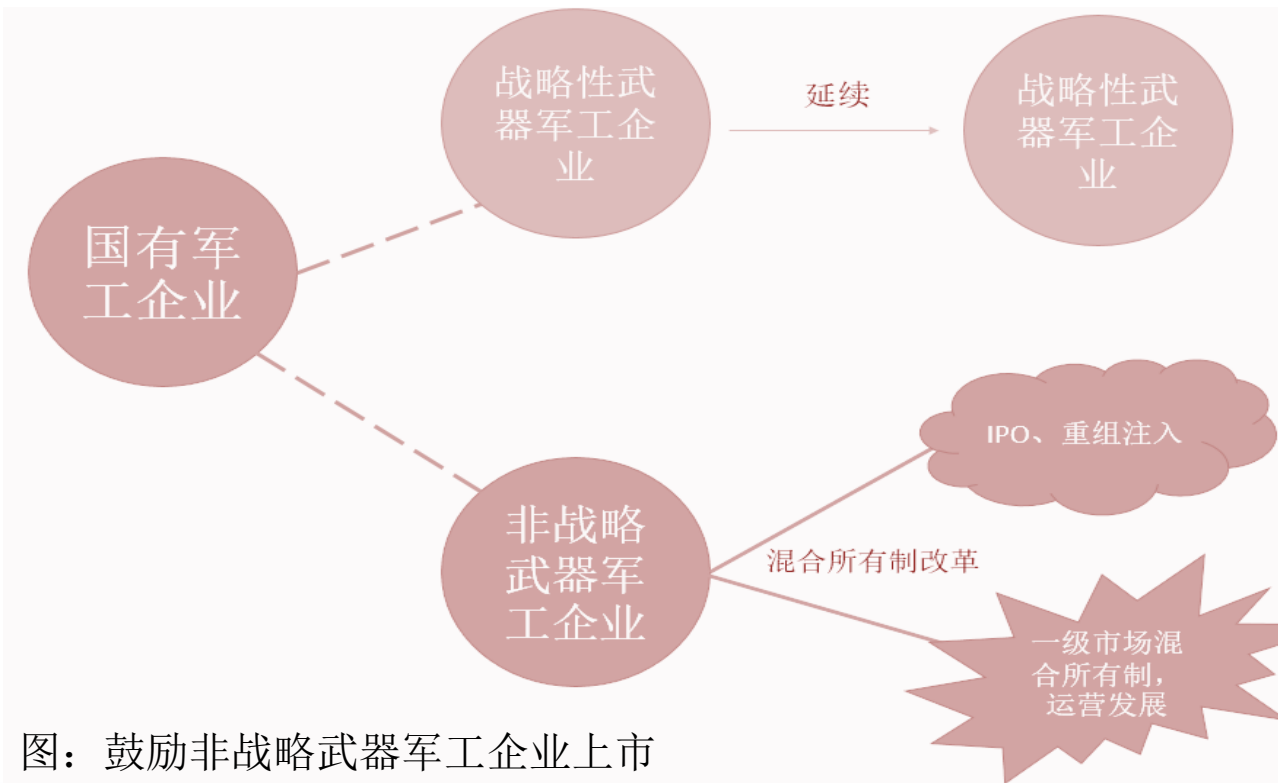 战略性武
器军工企
业
延续
战略性武
器军工企
业
国有军
工企业
IPO、重组注入
非战略
武器军
工企业
混合所有制改革
一级市场混
合所有制，
运营发展
图：鼓励非战略武器军工企业上市